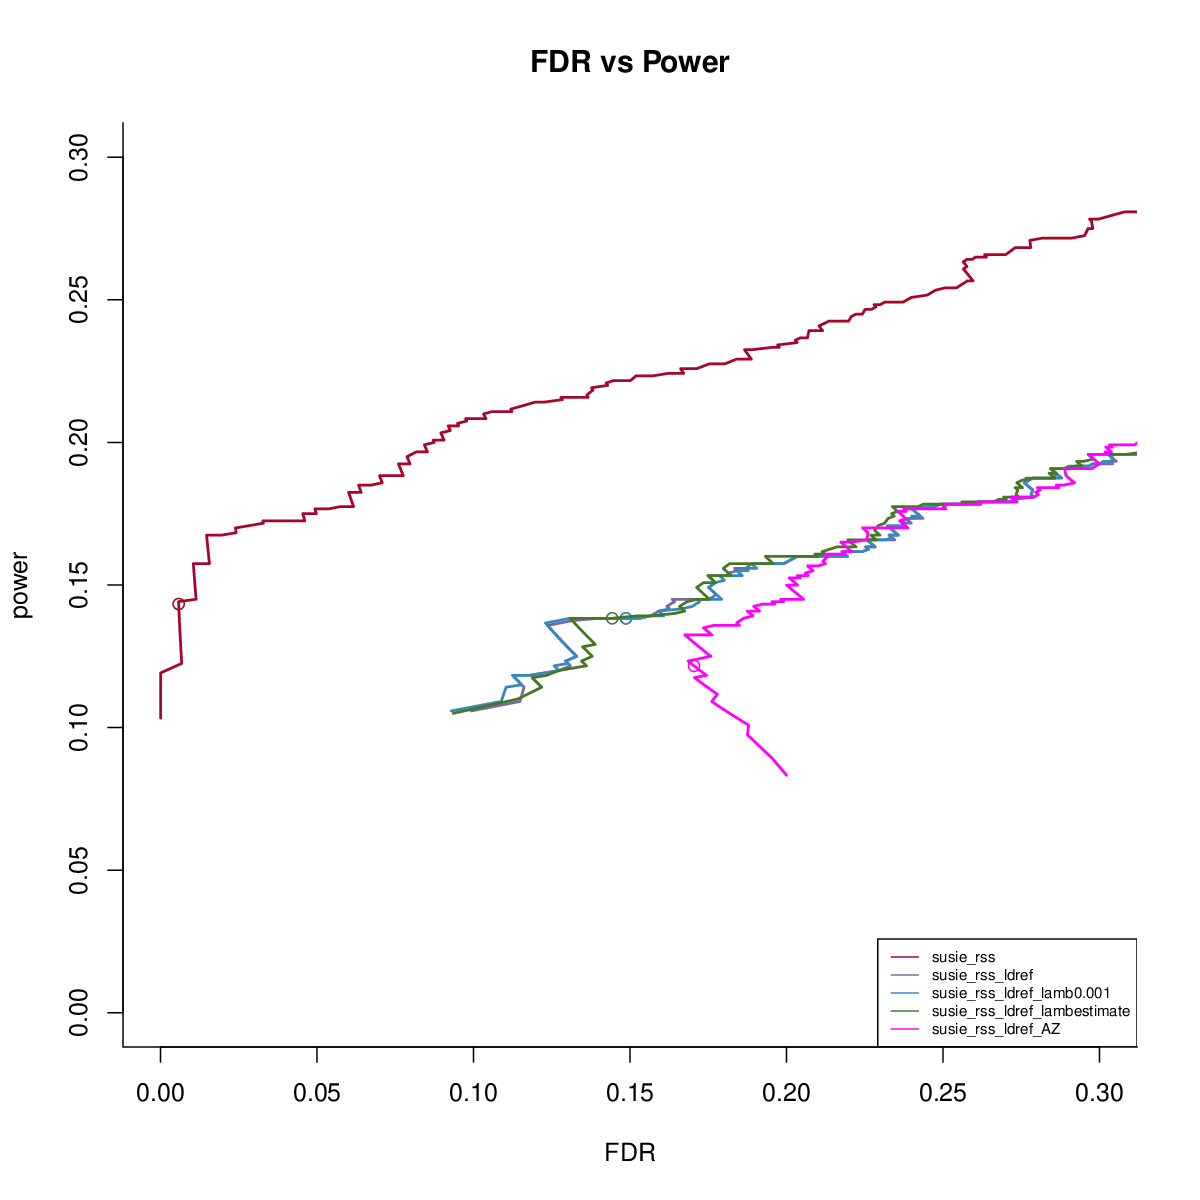 FDR vs Power
power
0.30
0.25
0.20
0.15
0.10
0.05
0.00
susie_rss
susie_rss_ldref
susie_rss_ldref_lamb0.001
susie_rss_ldref_lambestimate
susie_rss_ldref_AZ
0.00 0.05 0.10 0.15 0.20 0.25 0.30
FDR